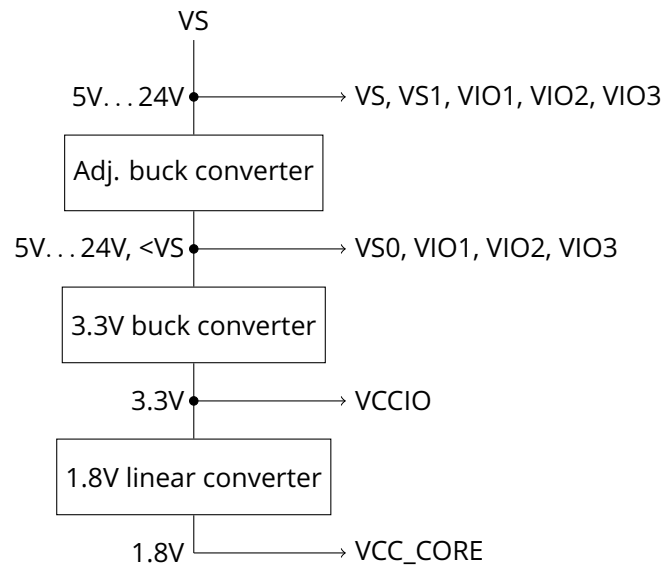 VS
5V...24V VS, VS1, VIO1, VIO2, VIO3
Adj. buck converter
5V...24V, <VS VS0, VIO1, VIO2, VIO3
3.3V buck converter
3.3V VCCIO
1.8V linear converter
1.8V VCC_CORE